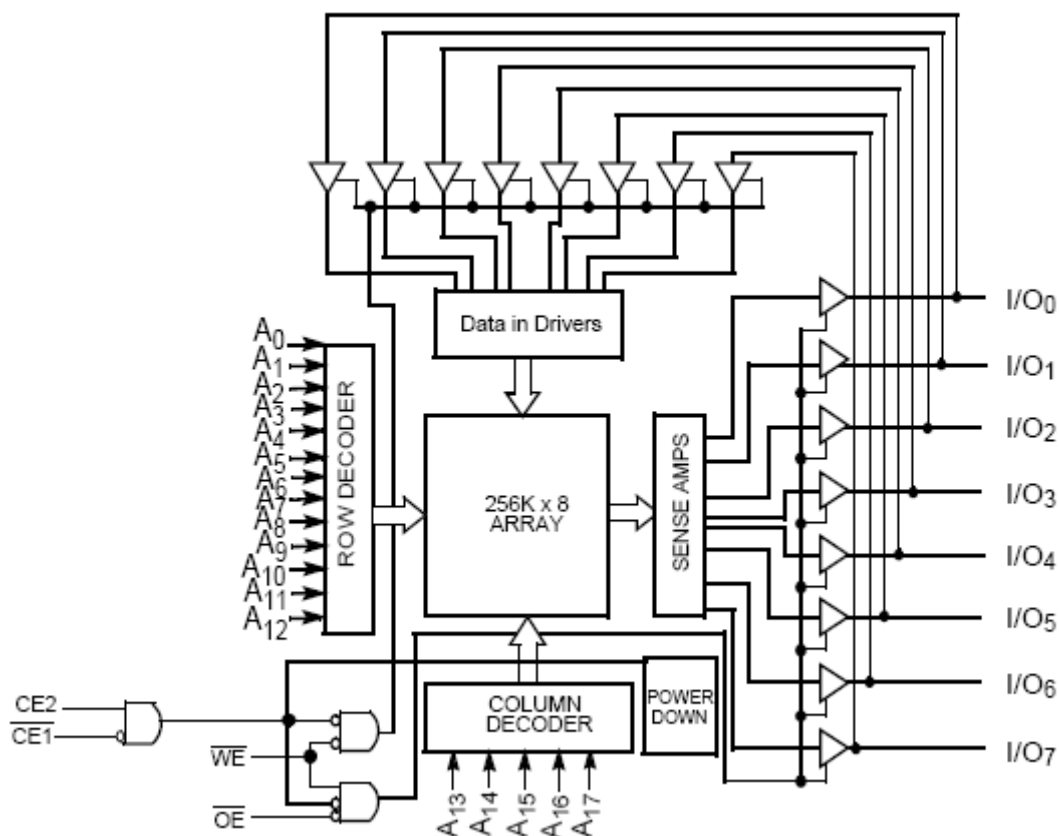 I/O0
Data in Drivers
I/O1
I/O2
I/O3
I/O4
I/O5
I/O6
I/O7
A0
A1
A2
A3
A4
A5
A6
A7
A8
A9
A10
A11
A12
ROW DECODER
256K x 8
ARRAY
SENSE AMPS
COLUMN
DECODER
POWER
DOWN
CE2
CE1
WE
OE
A13
A14
A15
A16
A17